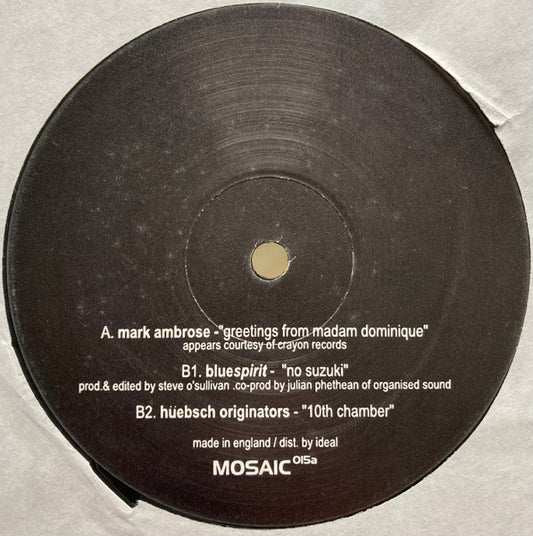 A. mark ambrose -"greetings from madam dominique"
appears courtesy of crayon records
B1. bluespirit - "no suzuki"
prod.& edited by steve o'sullivan .co-prod by julian phethean of organised sound
B2. hüebsch originators - "10th chamber"
made in england / dist. by ideal
MOSAIC 015a